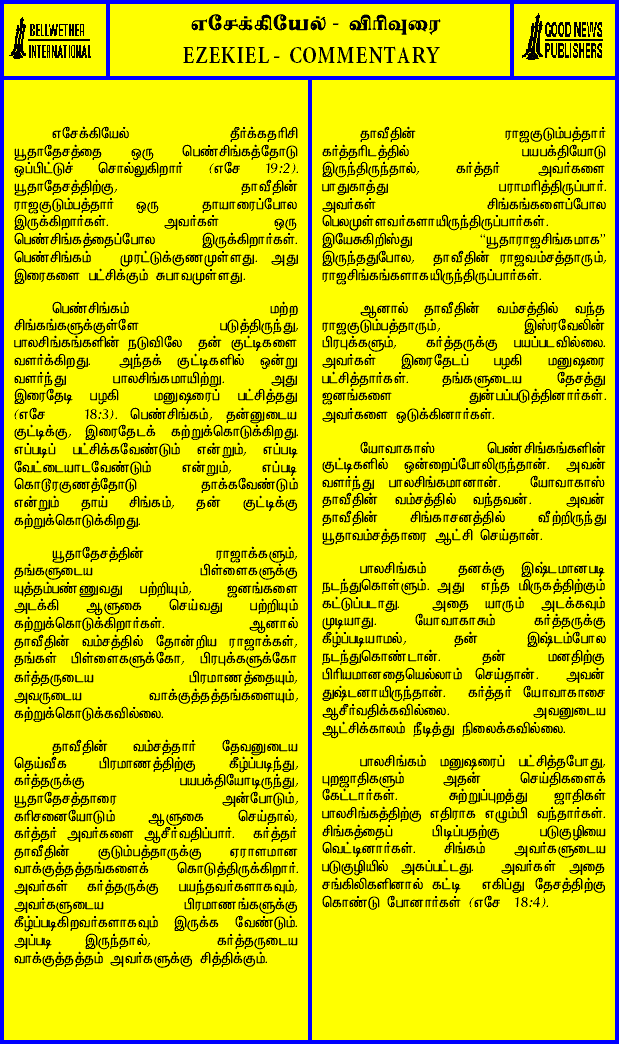 BELLWETHER
INTERNATIONAL
எசேக்கியேல் - விரிவுரை
EZEKIEL - COMMENTARY
GOOD NEWS
PUBLISHERS
எசேக்கியேல் தீர்க்கதரிசி
யூதாதேசத்தை ஒரு பெண்சிங்கத்தோடு
ஒப்பிட்டுச் சொல்லுகிறார் (எசே 19:2).
யூதாதேசத்திற்கு, தாவீதின்
ராஜகுடும்பத்தார் ஒரு தாயாரைப்போல
இருக்கிறார்கள். அவர்கள் ஒரு
பெண்சிங்கத்தைப்போல இருக்கிறார்கள்.
பெண்சிங்கம் முரட்டுக்குணமுள்ளது. அது
இரைகளை பட்சிக்கும் சுபாவமுள்ளது.
பெண்சிங்கம் மற்ற
சிங்கங்களுக்குள்ளே படுத்திருந்து,
பாலசிங்கங்களின் நடுவிலே தன் குட்டிகளை
வளர்க்கிறது. அந்தக் குட்டிகளில் ஒன்று
வளர்ந்து பாலசிங்கமாயிற்று. அது
இரைதேடி பழகி மனுஷரைப் பட்சித்தது
(எசே 18:3). பெண்சிங்கம், தன்னுடைய
குட்டிக்கு, இரைதேடக் கற்றுக்கொடுக்கிறது.
எப்படிப் பட்சிக்கவேண்டும் என்றும், எப்படி
வேட்டையாடவேண்டும் என்றும், எப்படி
கொடூரகுணத்தோடு தாக்கவேண்டும்
என்றும் தாய் சிங்கம், தன் குட்டிக்கு
கற்றுக்கொடுக்கிறது.
யூதாதேசத்தின் ராஜாக்களும்,
தங்களுடைய பிள்ளைகளுக்கு
யுத்தம்பண்ணுவது பற்றியும், ஜனங்களை
அடக்கி ஆளுகை செய்வது பற்றியும்
கற்றுக்கொடுக்கிறார்கள். ஆனால்
தாவீதின் வம்சத்தில் தோன்றிய ராஜாக்கள்,
தங்கள் பிள்ளைகளுக்கோ, பிரபுக்களுக்கோ
கர்த்தருடைய பிரமாணத்தையும்,
அவருடைய வாக்குத்தத்தங்களையும்,
கற்றுக்கொடுக்கவில்லை.
தாவீதின் வம்சத்தார் தேவனுடைய
தெய்வீக பிரமாணத்திற்கு கீழ்ப்படிந்து,
கர்த்தருக்கு பயபக்தியோடிருந்து,
யூதாதேசத்தாரை அன்போடும்,
கரிசனையோடும் ஆளுகை செய்தால்,
கர்த்தர் அவர்களை ஆசீர்வதிப்பார். கர்த்தர்
தாவீதின் குடும்பத்தாருக்கு ஏராளமான
வாக்குத்தத்தங்களைக் கொடுத்திருக்கிறார்.
அவர்கள் கர்த்தருக்கு பயந்தவர்களாகவும்,
அவர்களுடைய பிரமாணங்களுக்கு
கீழ்ப்படிகிறவர்களாகவும் இருக்க வேண்டும்.
அப்படி இருந்தால், கர்த்தருடைய
வாக்குத்தத்தம் அவர்களுக்கு சித்திக்கும்.
தாவீதின் ராஜகுடும்பத்தார்
கர்த்தரிடத்தில் பயபக்தியோடு
இருந்திருந்தால், கர்த்தர் அவர்களை
பாதுகாத்து பராமரித்திருப்பார்.
அவர்கள் சிங்கங்களைப்போல
பெலமுள்ளவர்களாயிருந்திருப்பார்கள்.
இயேசுகிறிஸ்து “யூதாராஜசிங்கமாக”
இருந்ததுபோல, தாவீதின் ராஜவம்சத்தாரும்,
ராஜசிங்கங்களாகயிருந்திருப்பார்கள்.
ஆனால் தாவீதின் வம்சத்தில் வந்த
ராஜகுடும்பத்தாரும், இஸ்ரவேலின்
பிரபுக்களும், கர்த்தருக்கு பயப்படவில்லை.
அவர்கள் இரைதேடப் பழகி மனுஷரை
பட்சித்தார்கள். தங்களுடைய தேசத்து
ஜனங்களை துன்பப்படுத்தினார்கள்.
அவர்களை ஒடுக்கினார்கள்.
யோவாகாஸ் பெண்சிங்கங்களின்
குட்டிகளில் ஒன்றைப்போலிருந்தான். அவன்
வளர்ந்து பாலசிங்கமானான். யோவாகாஸ்
தாவீதின் வம்சத்தில் வந்தவன். அவன்
தாவீதின் சிங்காசனத்தில் வீற்றிருந்து
யூதாவம்சத்தாரை ஆட்சி செய்தான்.
பாலசிங்கம் தனக்கு இஷ்டமானபடி
நடந்துகொள்ளும். அது எந்த மிருகத்திற்கும்
கட்டுப்படாது. அதை யாரும் அடக்கவும்
முடியாது. யோவாகாசும் கர்த்தருக்கு
கீழ்ப்படியாமல், தன் இஷ்டம்போல
நடந்துகொண்டான். தன் மனதிற்கு
பிரியமானதையெல்லாம் செய்தான். அவன்
துஷ்டனாயிருந்தான். கர்த்தர் யோவாகாசை
ஆசீர்வதிக்கவில்லை. அவனுடைய
ஆட்சிக்காலம் நீடித்து நிலைக்கவில்லை.
பாலசிங்கம் மனுஷரைப் பட்சித்தபோது,
புறஜாதிகளும் அதன் செய்திகளைக்
கேட்டார்கள். சுற்றுப்புறத்து ஜாதிகள்
பாலசிங்கத்திற்கு எதிராக எழும்பி வந்தார்கள்.
சிங்கத்தைப் பிடிப்பதற்கு படுகுழியை
வெட்டினார்கள். சிங்கம் அவர்களுடைய
படுகுழியில் அகப்பட்டது. அவர்கள் அதை
சங்கிலிகளினால் கட்டி எகிப்து தேசத்திற்கு
கொண்டு போனார்கள் (எசே 18:4).